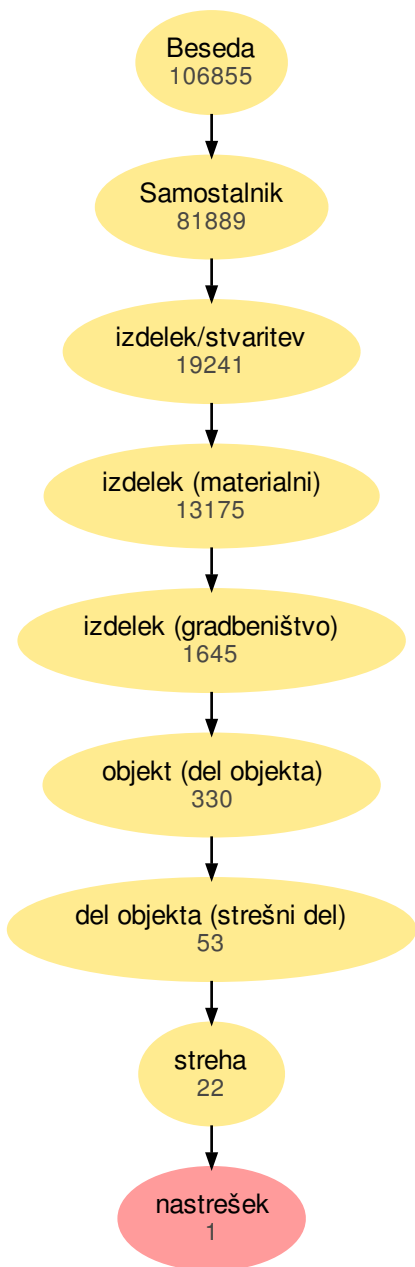 Beseda
106855
Samostalnik
81889
izdelek/stvaritev
19241
izdelek (materialni)
13175
izdelek (gradbeništvo)
1645
objekt (del objekta)
330
del objekta (strešni del)
53
streha
22
nastrešek
1